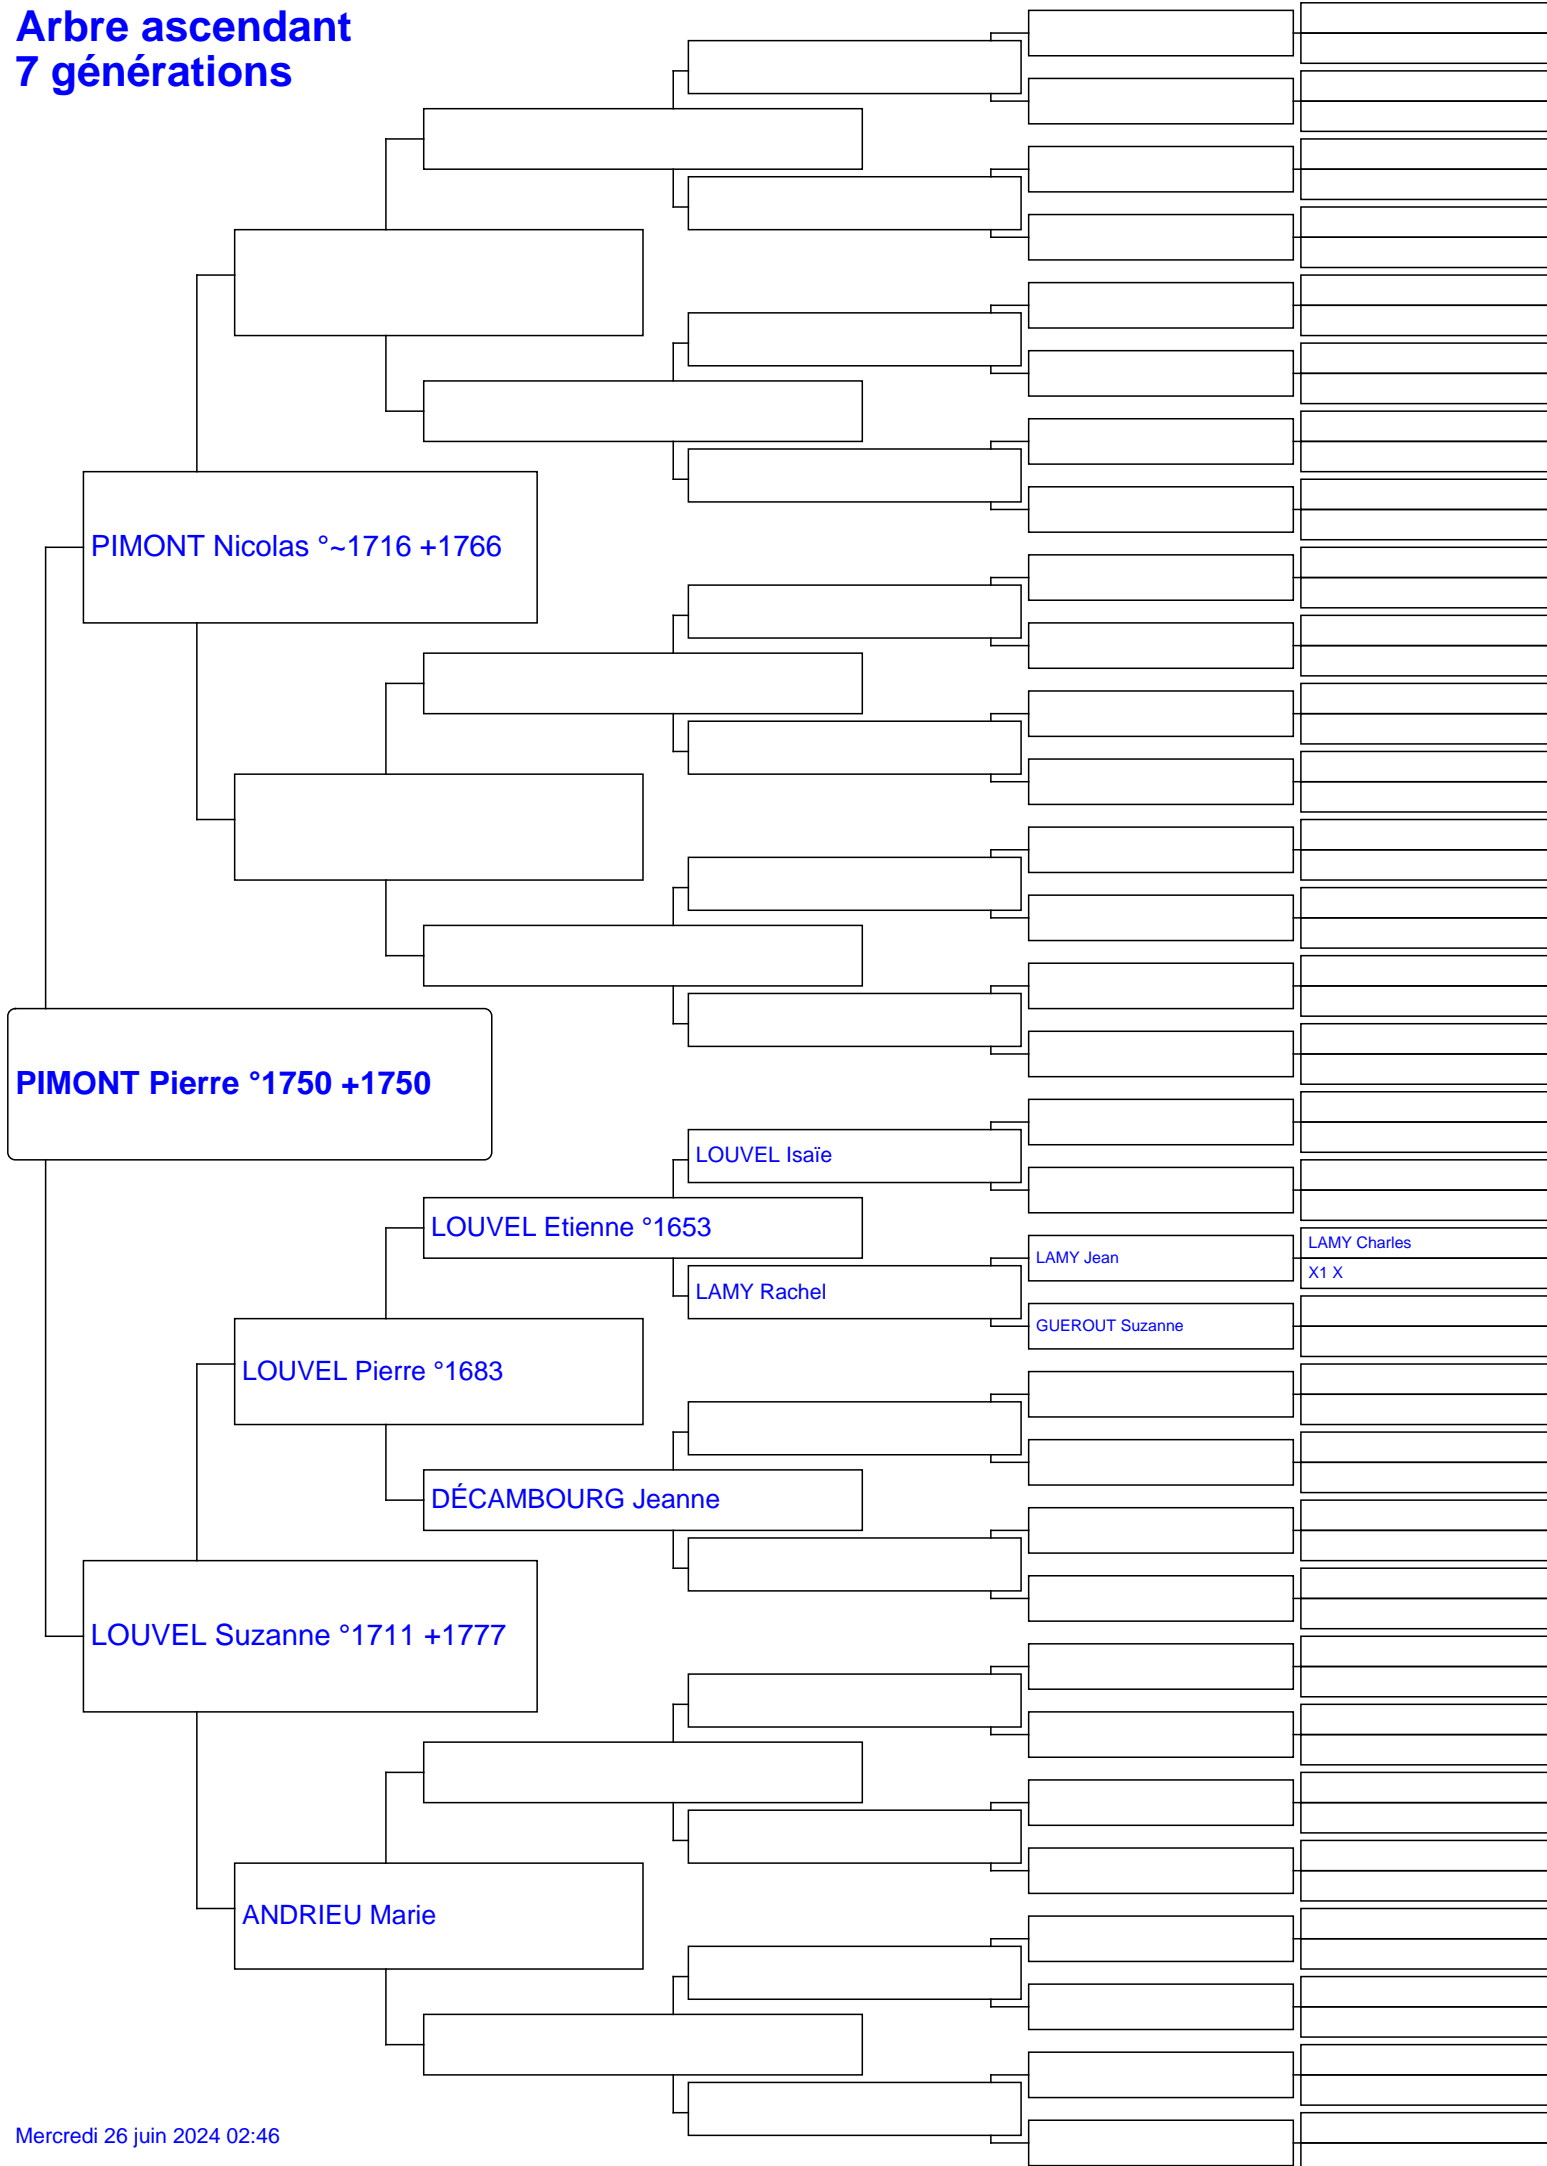 Arbre ascendant
7 générations
PIMONT Nicolas °~1716 +1766
PIMONT Pierre °1750 +1750
LOUVEL Isaïe
LOUVEL Etienne °1653
LAMY Charles
LAMY Jean
X1 X
LAMY Rachel
GUEROUT Suzanne
LOUVEL Pierre °1683
DÉCAMBOURG Jeanne
LOUVEL Suzanne °1711 +1777
ANDRIEU Marie
Mercredi 26 juin 2024 02:46